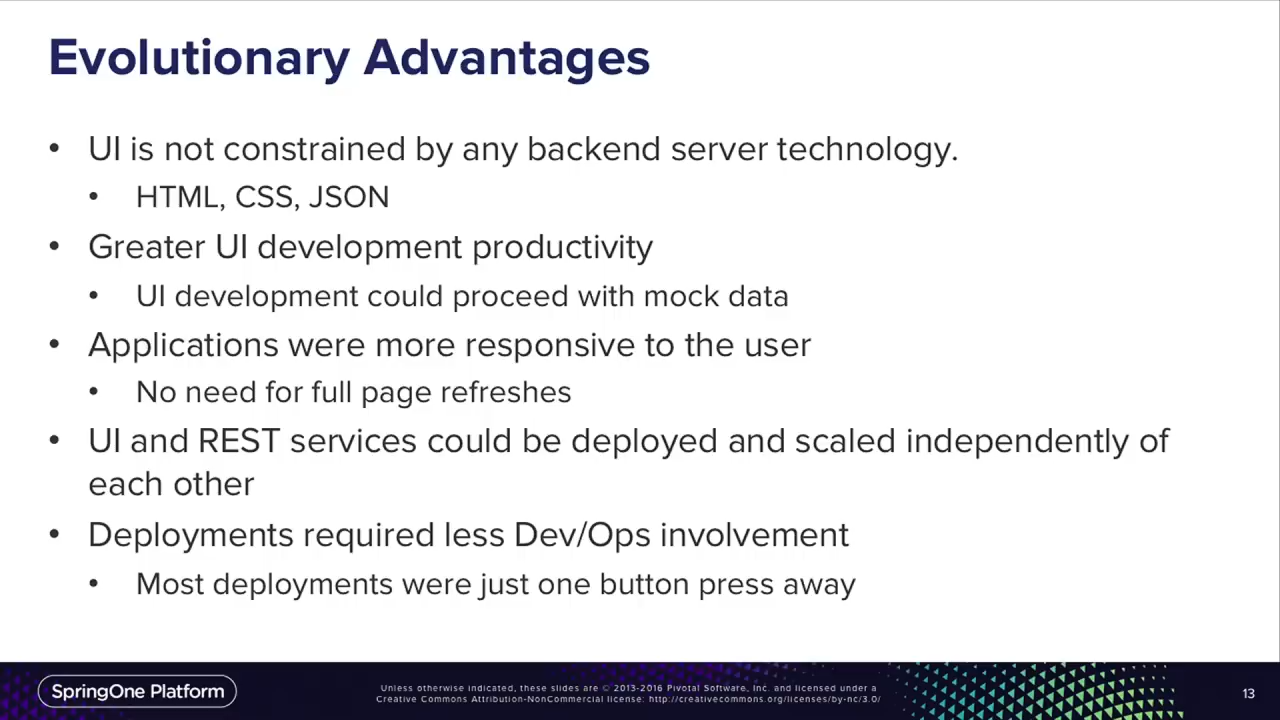 Evolutionary Advantages
• UI is not constrained by any backend server technology.
• HTML, CSS, JSON
• Greater UI development productivity
• UI development could proceed with mock data
• Applications were more responsive to the user
• No need for full page refreshes
• UI and REST services could be deployed and scaled independently of
each other
• Deployments required less Dev/Ops involvement
• Most deployments were just one button press away
SpringOne Platform
Unless otherwise indicated, these slides are © 2013-2016 Pivotal Software, Inc. and licensed under a
Creative Commons Attribution-NonCommercial license: http://creativecommons.org/licenses/by-nc/3.0/
13